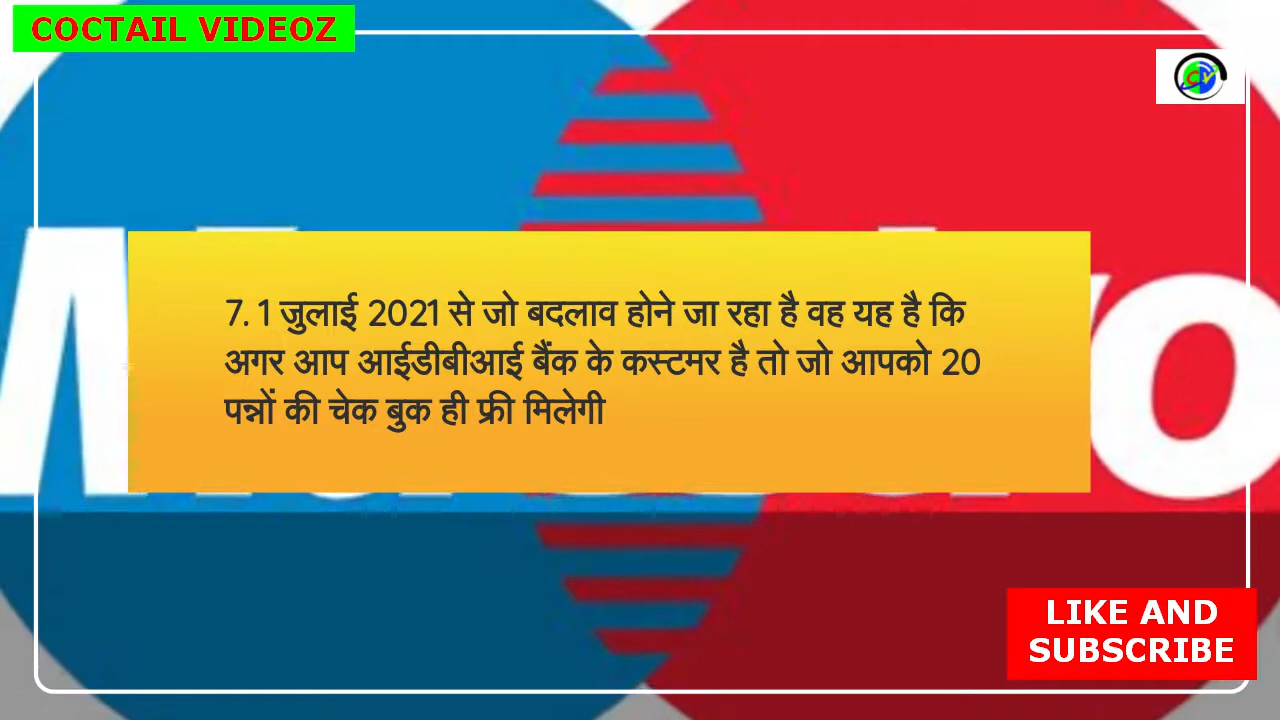 COCTAIL VIDEOZ
7. 1 जुलाई 2021 से जो बदलाव होने जा रहा है वह यह है कि
अगर आप आईडीबीआई बैंक के कस्टमर है तो जो आपको 20
पन्नों की चेक बुक ही फ्री मिलेगी
LIKE AND
SUBSCRIBE